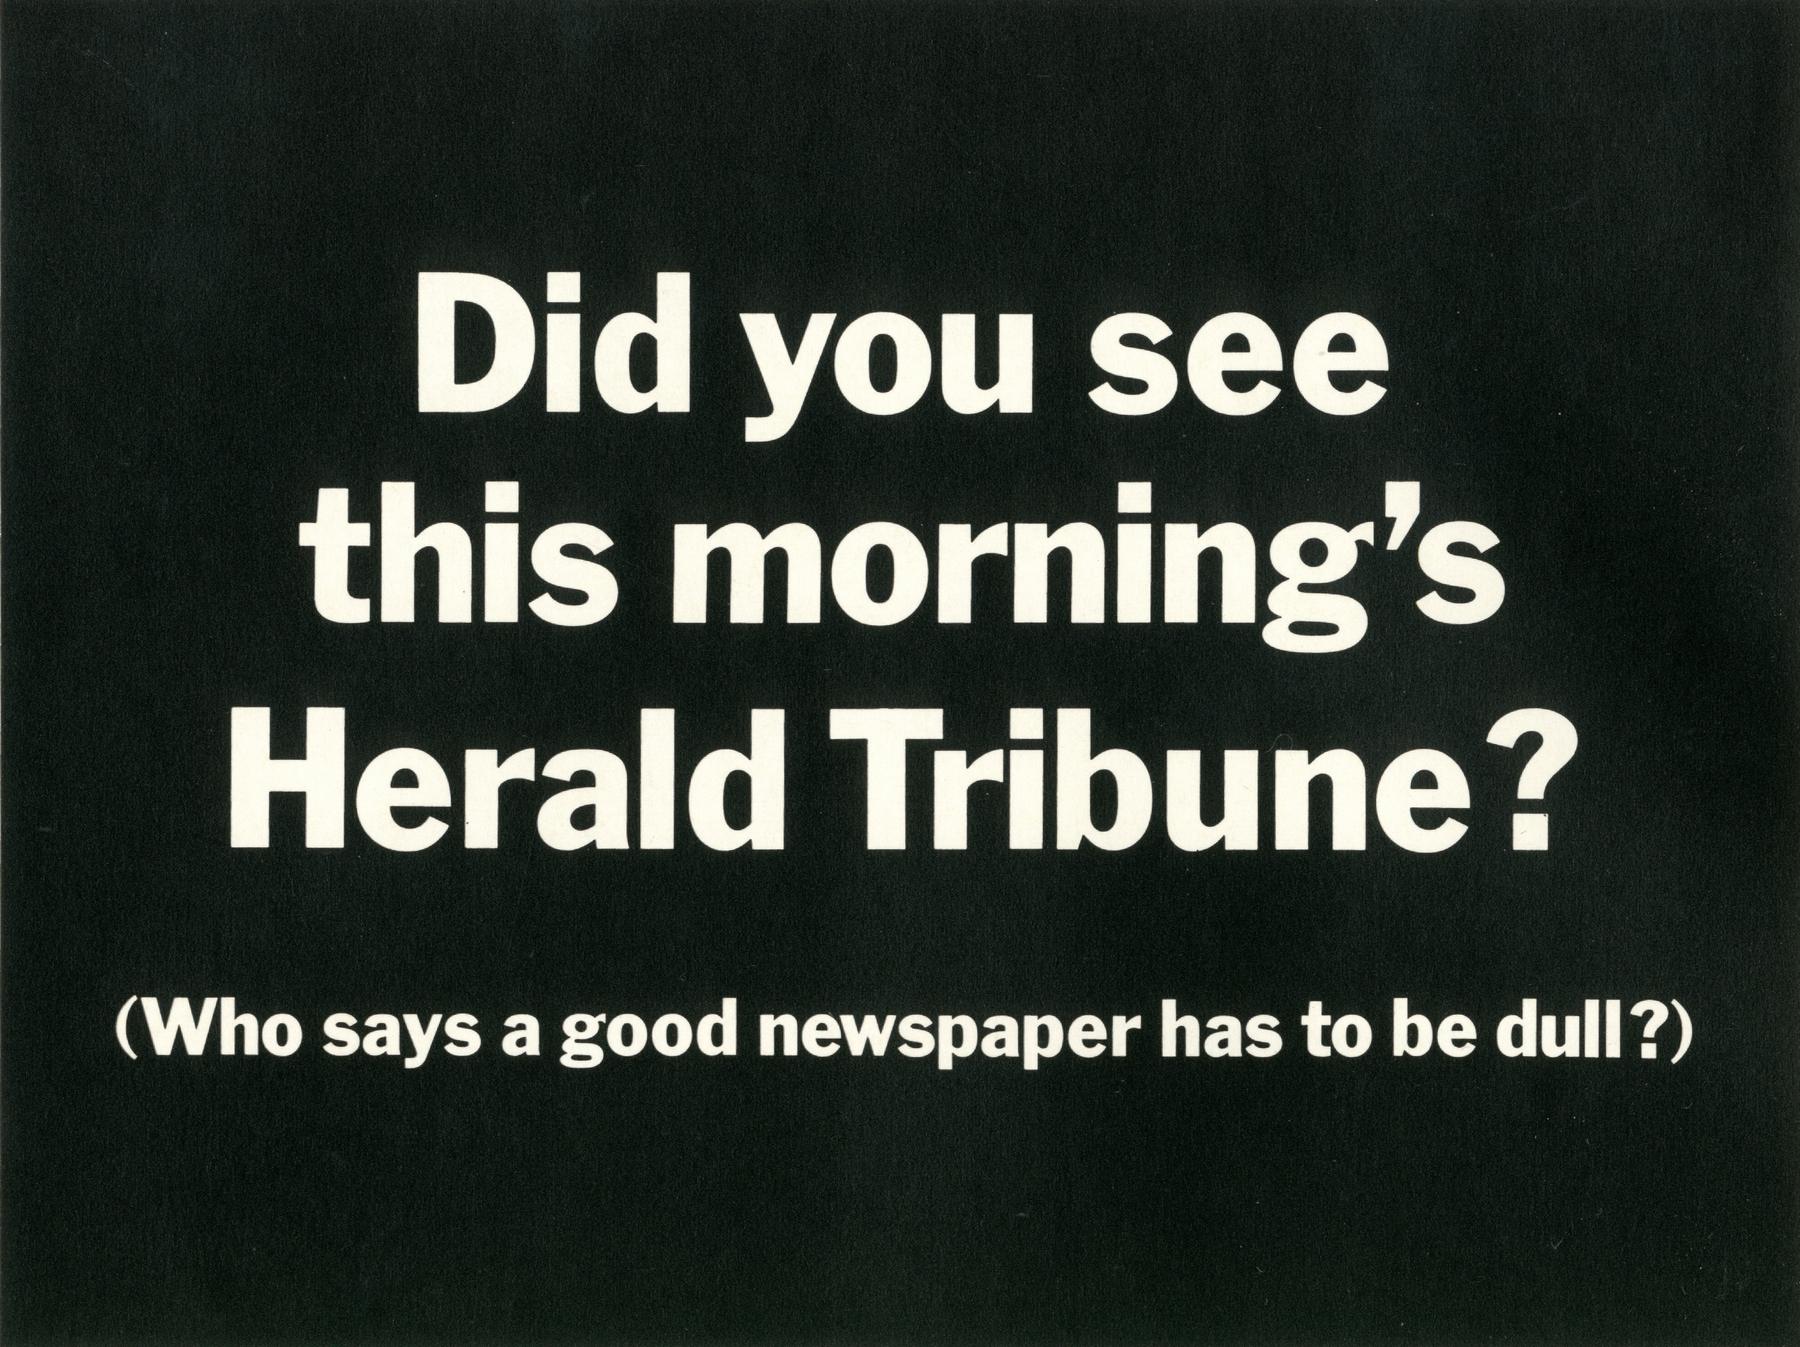 Did you see
this morning’s
Herald Tribune?
(Who says a good newspaper has to be dull?)